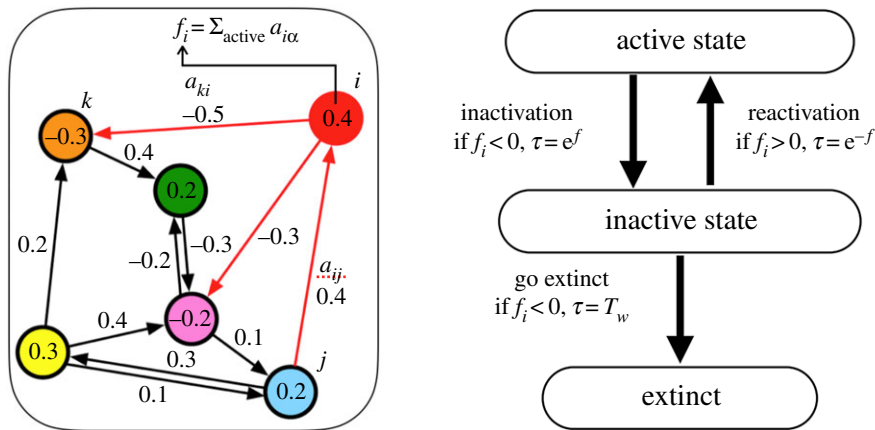 f_i = Σ_active a_iα
a_ki
i
k
–0.5
0.4
–0.3
0.4
0.2
0.2
–0.3
–0.2
–0.3
a_ij
0.4
0.4
–0.2
0.1
0.3
0.3
0.1
j
0.2
active state
inactivation
if f_i < 0, τ = e^f
reactivation
if f_i > 0, τ = e^–f
inactive state
go extinct
if f_i < 0, τ = T_w
extinct